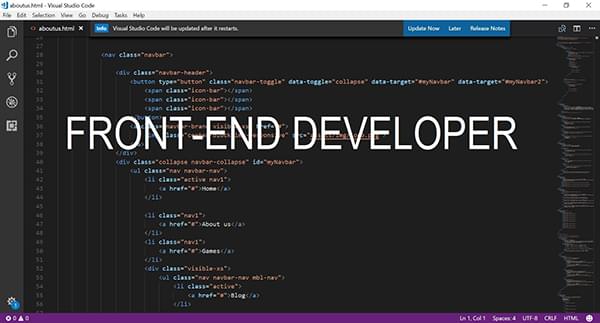 aboutus.html - Visual Studio Code
File Edit Selection View Go Debug Tasks Help
aboutus.html
Info Visual Studio Code will be updated after it restarts. Update Now Later Release Notes
28 <nav class="navbar">
29
30 <div class="navbar-header">
31 <button type="button" class="navbar-toggle" data-toggle="collapse" data-target="#myNavbar" data-target="#myNavbar2">
32 <span class="icon-bar"></span>
33 <span class="icon-bar"></span>
34 <span class="icon-bar"></span>
35 </button>
FRONT-END DEVELOPER
38 </div>
39 <div class="collapse navbar-collapse" id="myNavbar">
40 <ul class="nav navbar-nav">
41 <li class="active nav1">
42 <a href="#">Home</a>
43 </li>
44
45 <li class="nav1">
46 <a href="#">About us</a>
47 </li>
48 <li class="nav1">
49 <a href="#">Games</a>
50 </li>
51 <div class="visible-xs">
52 <ul class="nav navbar-nav mbl-nav">
53 <li class="active">
54 <a href="#">Blog</a>
55 </li>
0 0 Ln 1, Col 1 Spaces: 4 UTF-8 CRLF HTML